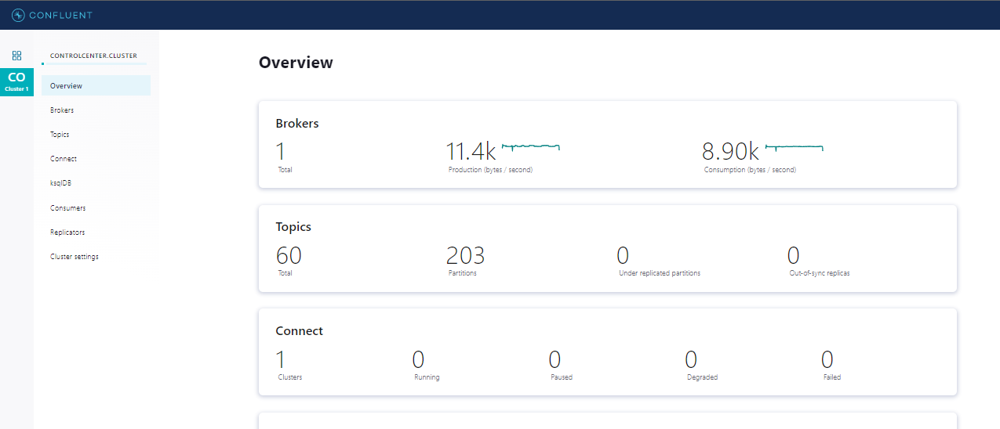 CONFLUENT
CONTROLCENTER.CLUSTER
CO
Cluster 1
Overview
Brokers
Topics
Connect
ksqlDB
Consumers
Replicators
Cluster settings
Overview
Brokers
1 11.4k 8.90k
Total Production (bytes / second) Consumption (bytes / second)
Topics
60 203 0 0
Total Partitions Under replicated partitions Out-of-sync replicas
Connect
1 0 0 0 0
Clusters Running Paused Degraded Failed